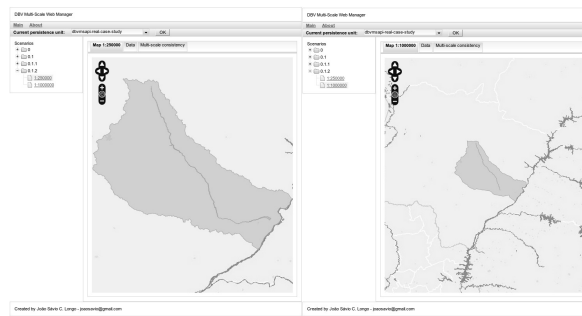 DBV Multi-Scale Web Manager
Main About
Current persistence unit: dbvmsapi-real-case-study OK
Scenarios
0
0.1
0.1.1
0.1.2
1:250000
1:1000000
Map 1:250000 Data Multi-scale consistency
Created by João Sávio C. Longo - joaosavio@gmail.com
DBV Multi-Scale Web Manager
Main About
Current persistence unit: dbvmsapi-real-case-study OK
Scenarios
0
0.1
0.1.1
0.1.2
1:250000
1:1000000
Map 1:1000000 Data Multi-scale consistency
Created by João Sávio C. Longo - joaosavio@gmail.com